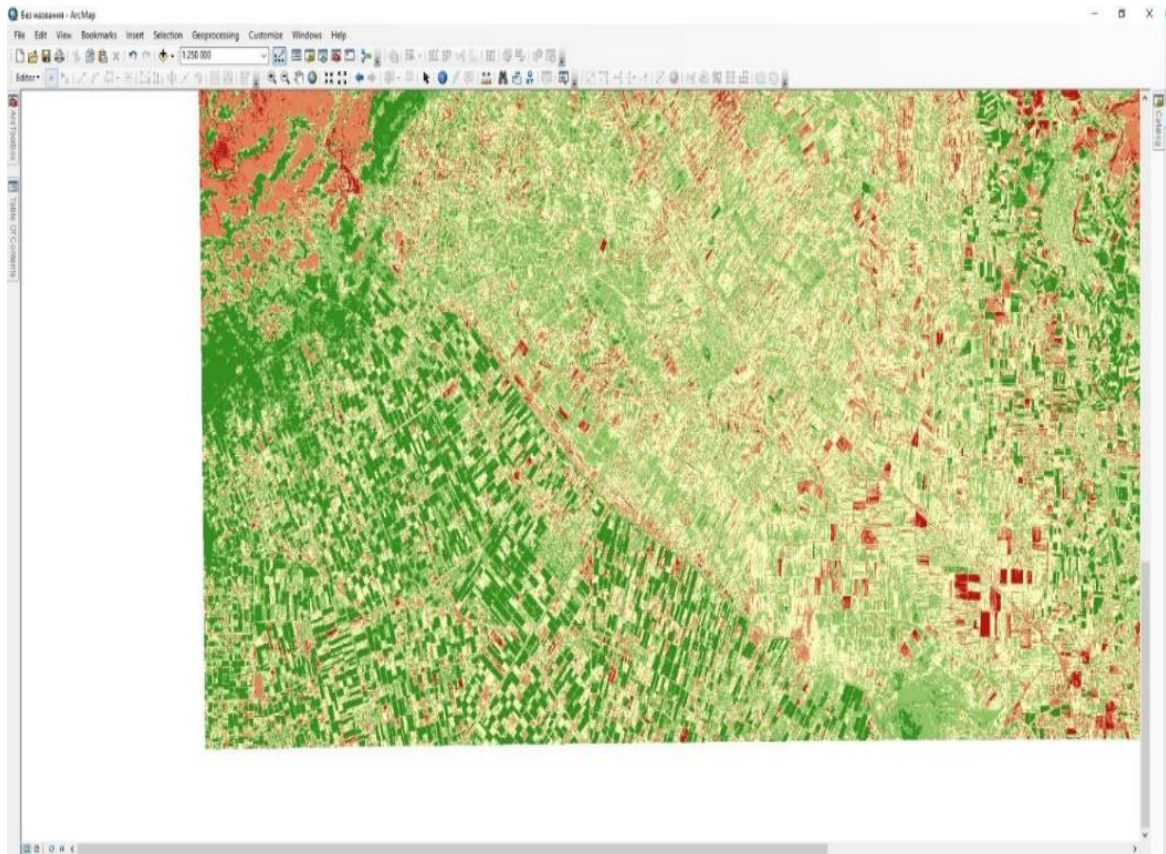 Без названия - ArcMap
File Edit View Bookmarks Insert Selection Geoprocessing Customize Windows Help
1:250 000
Editor
ArcToolbox
Table Of Contents
Catalog